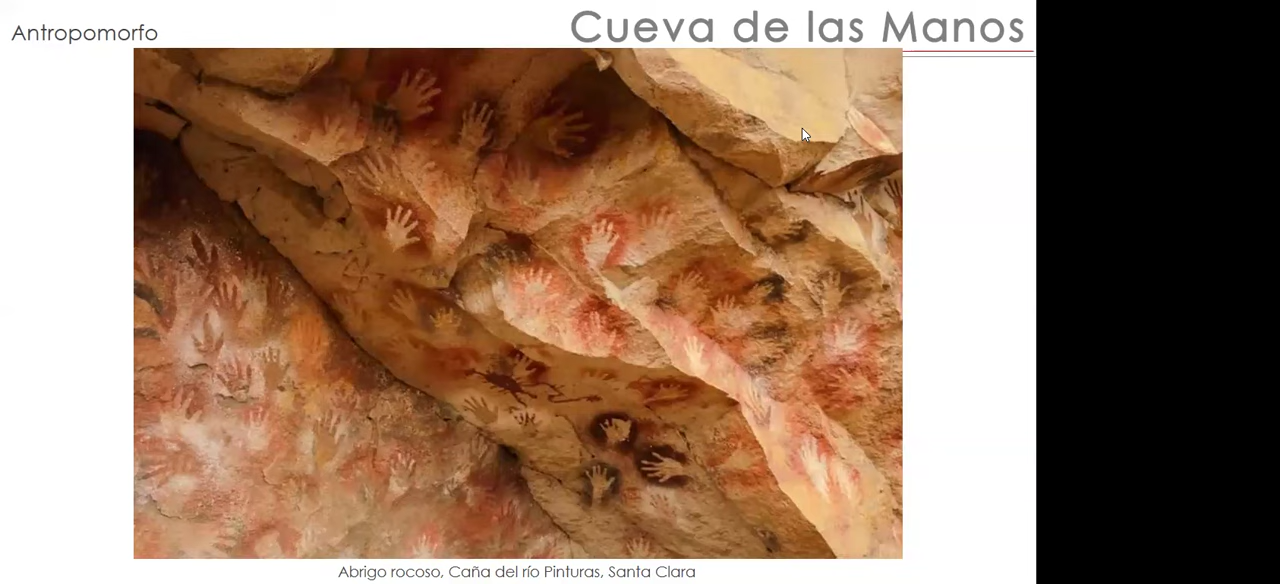 Antropomorfo
Cueva de las Manos
Abrigo rocoso, Caña del río Pinturas, Santa Clara